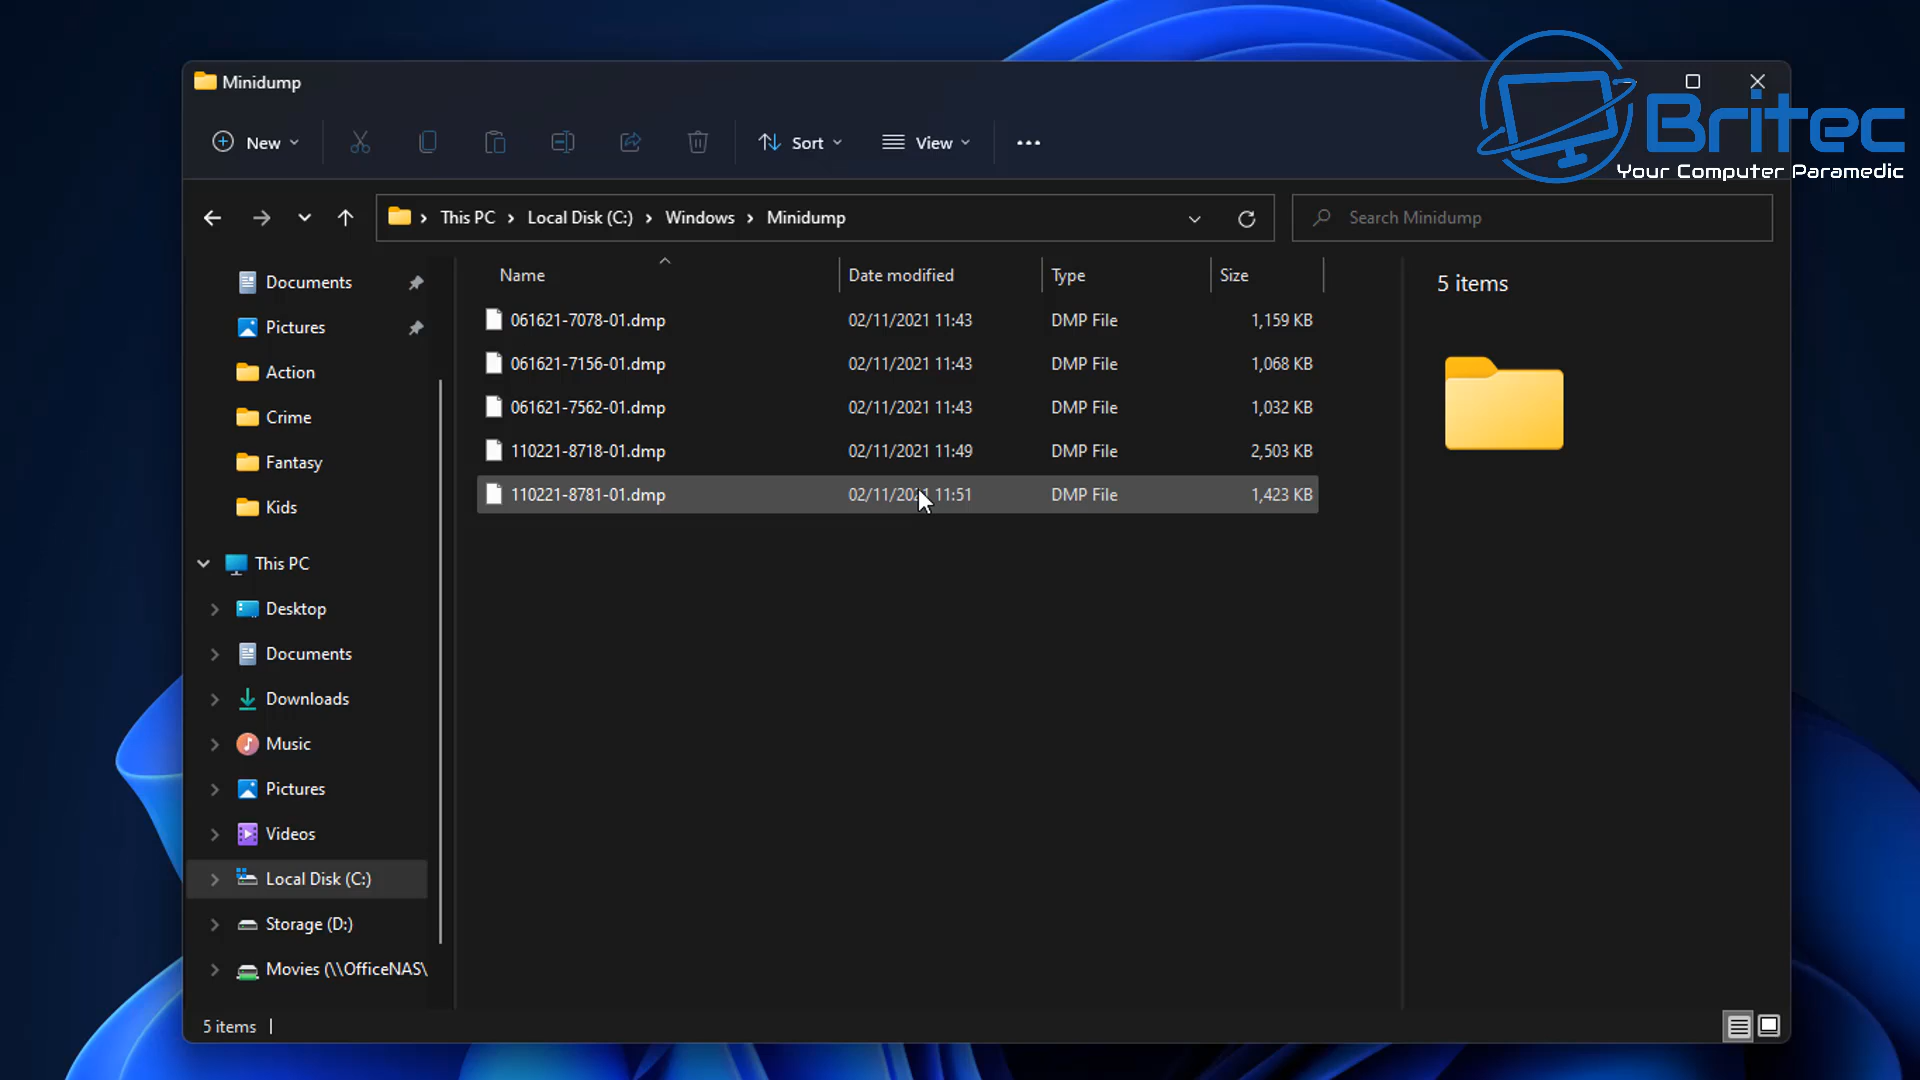 Minidump
Britec
Your Computer Paramedic
New
Sort
View
This PC
Local Disk (C:)
Windows
Minidump
Search Minidump
Name
Date modified
Type
Size
061621-7078-01.dmp 02/11/2021 11:43 DMP File 1,159 KB
061621-7156-01.dmp 02/11/2021 11:43 DMP File 1,068 KB
061621-7562-01.dmp 02/11/2021 11:43 DMP File 1,032 KB
110221-8718-01.dmp 02/11/2021 11:49 DMP File 2,503 KB
110221-8781-01.dmp 02/11/2021 11:51 DMP File 1,423 KB
5 items
Documents
Pictures
Action
Crime
Fantasy
Kids
This PC
Desktop
Documents
Downloads
Music
Pictures
Videos
Local Disk (C:)
Storage (D:)
Movies (\\OfficeNAS\
5 items